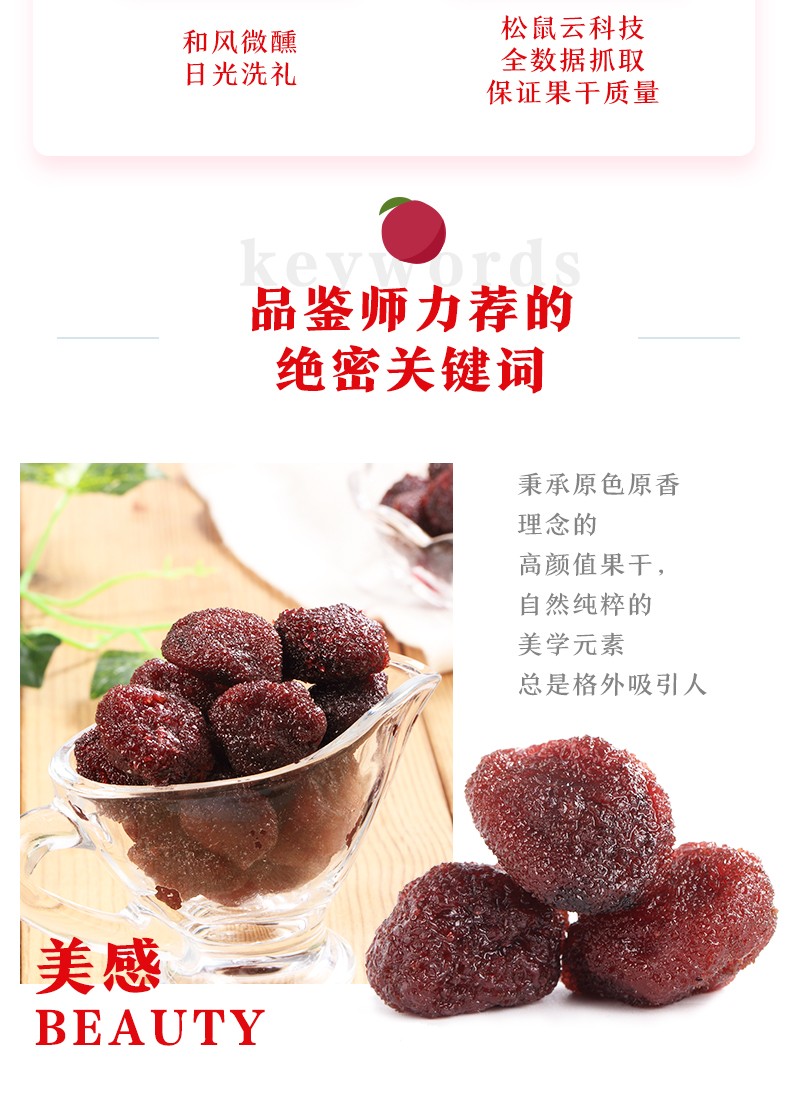 和风微醺
日光洗礼
松鼠云科技
全数据抓取
保证果干质量
keywords
品鉴师力荐的
绝密关键词
秉承原色原香
理念的
高颜值果干，
自然纯粹的
美学元素
总是格外吸引人
美感
BEAUTY